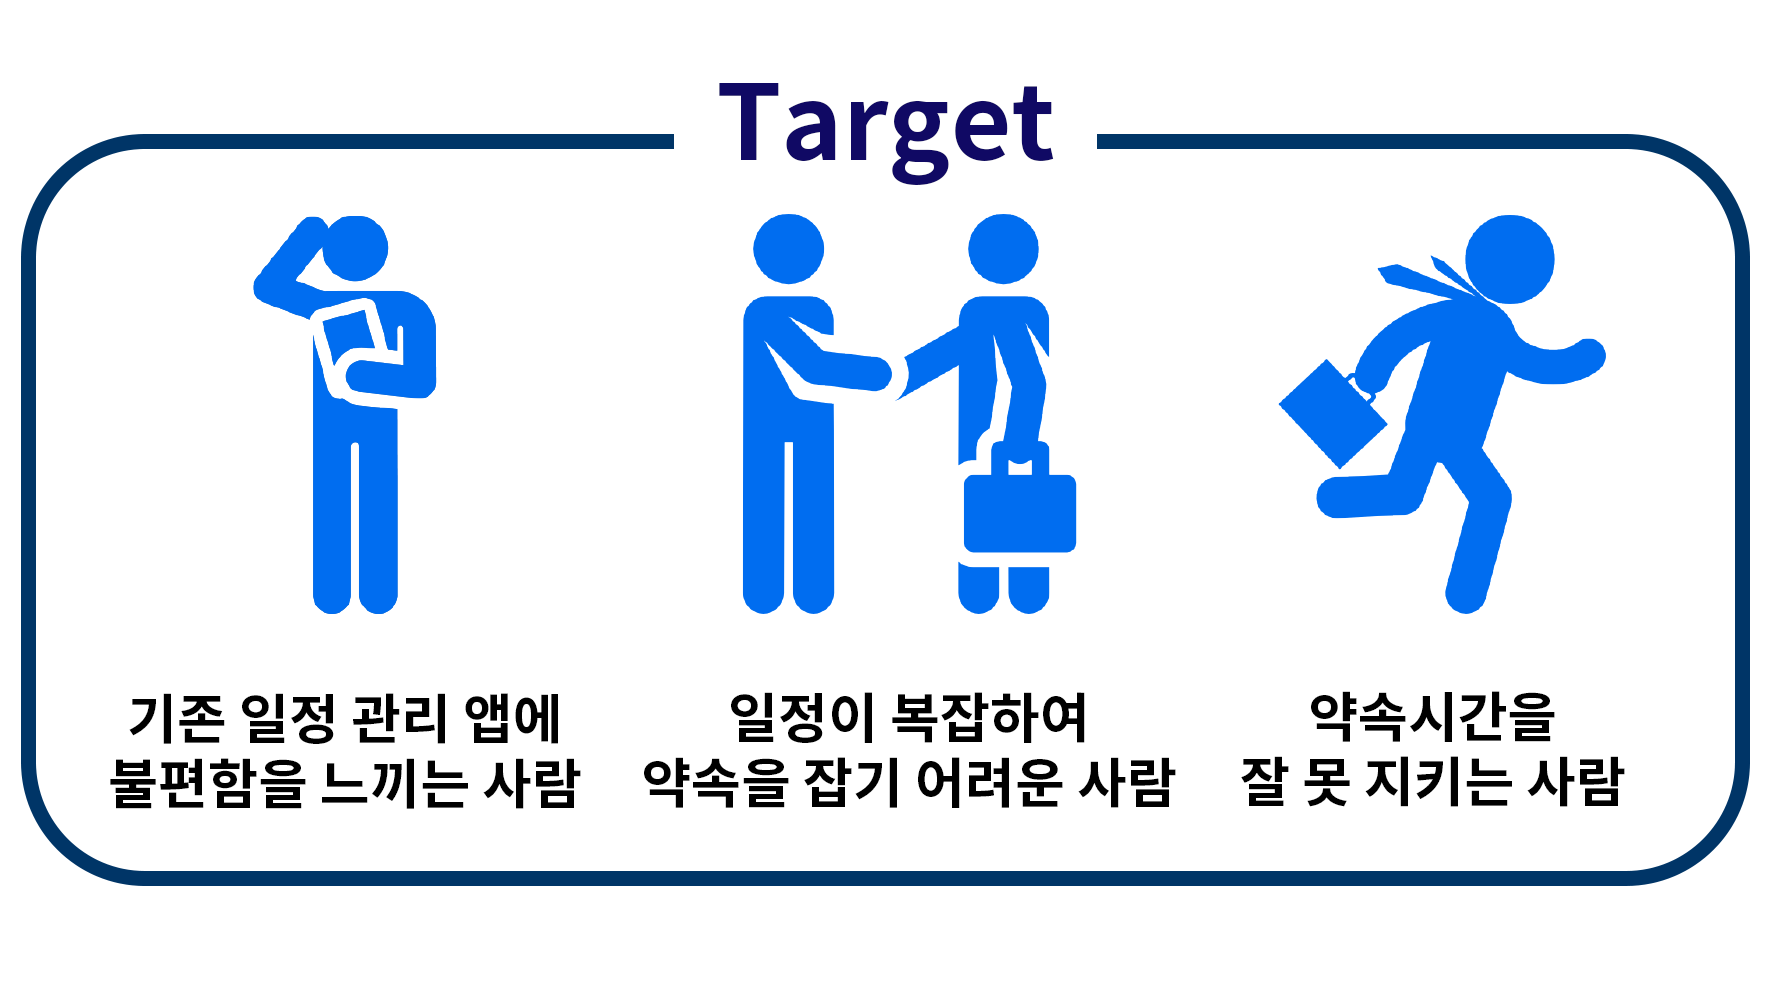 Target
기존 일정 관리 앱에
불편함을 느끼는 사람
일정이 복잡하여
약속을 잡기 어려운 사람
약속시간을
잘 못 지키는 사람